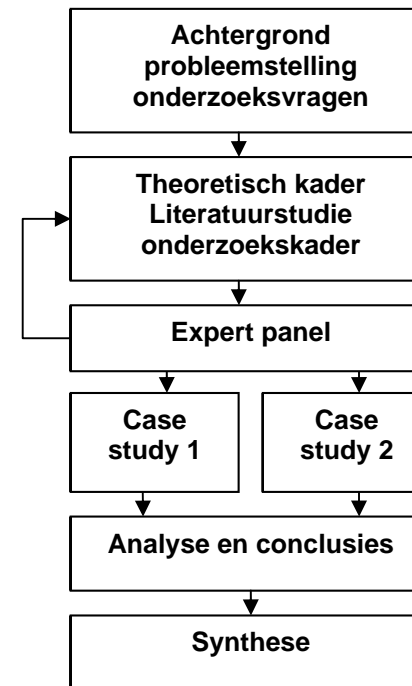 Achtergrond
probleemstelling
onderzoeksvragen
Theoretisch kader
Literatuurstudie
onderzoekskader
Expert panel
Case
study 1
Case
study 2
Analyse en conclusies
Synthese